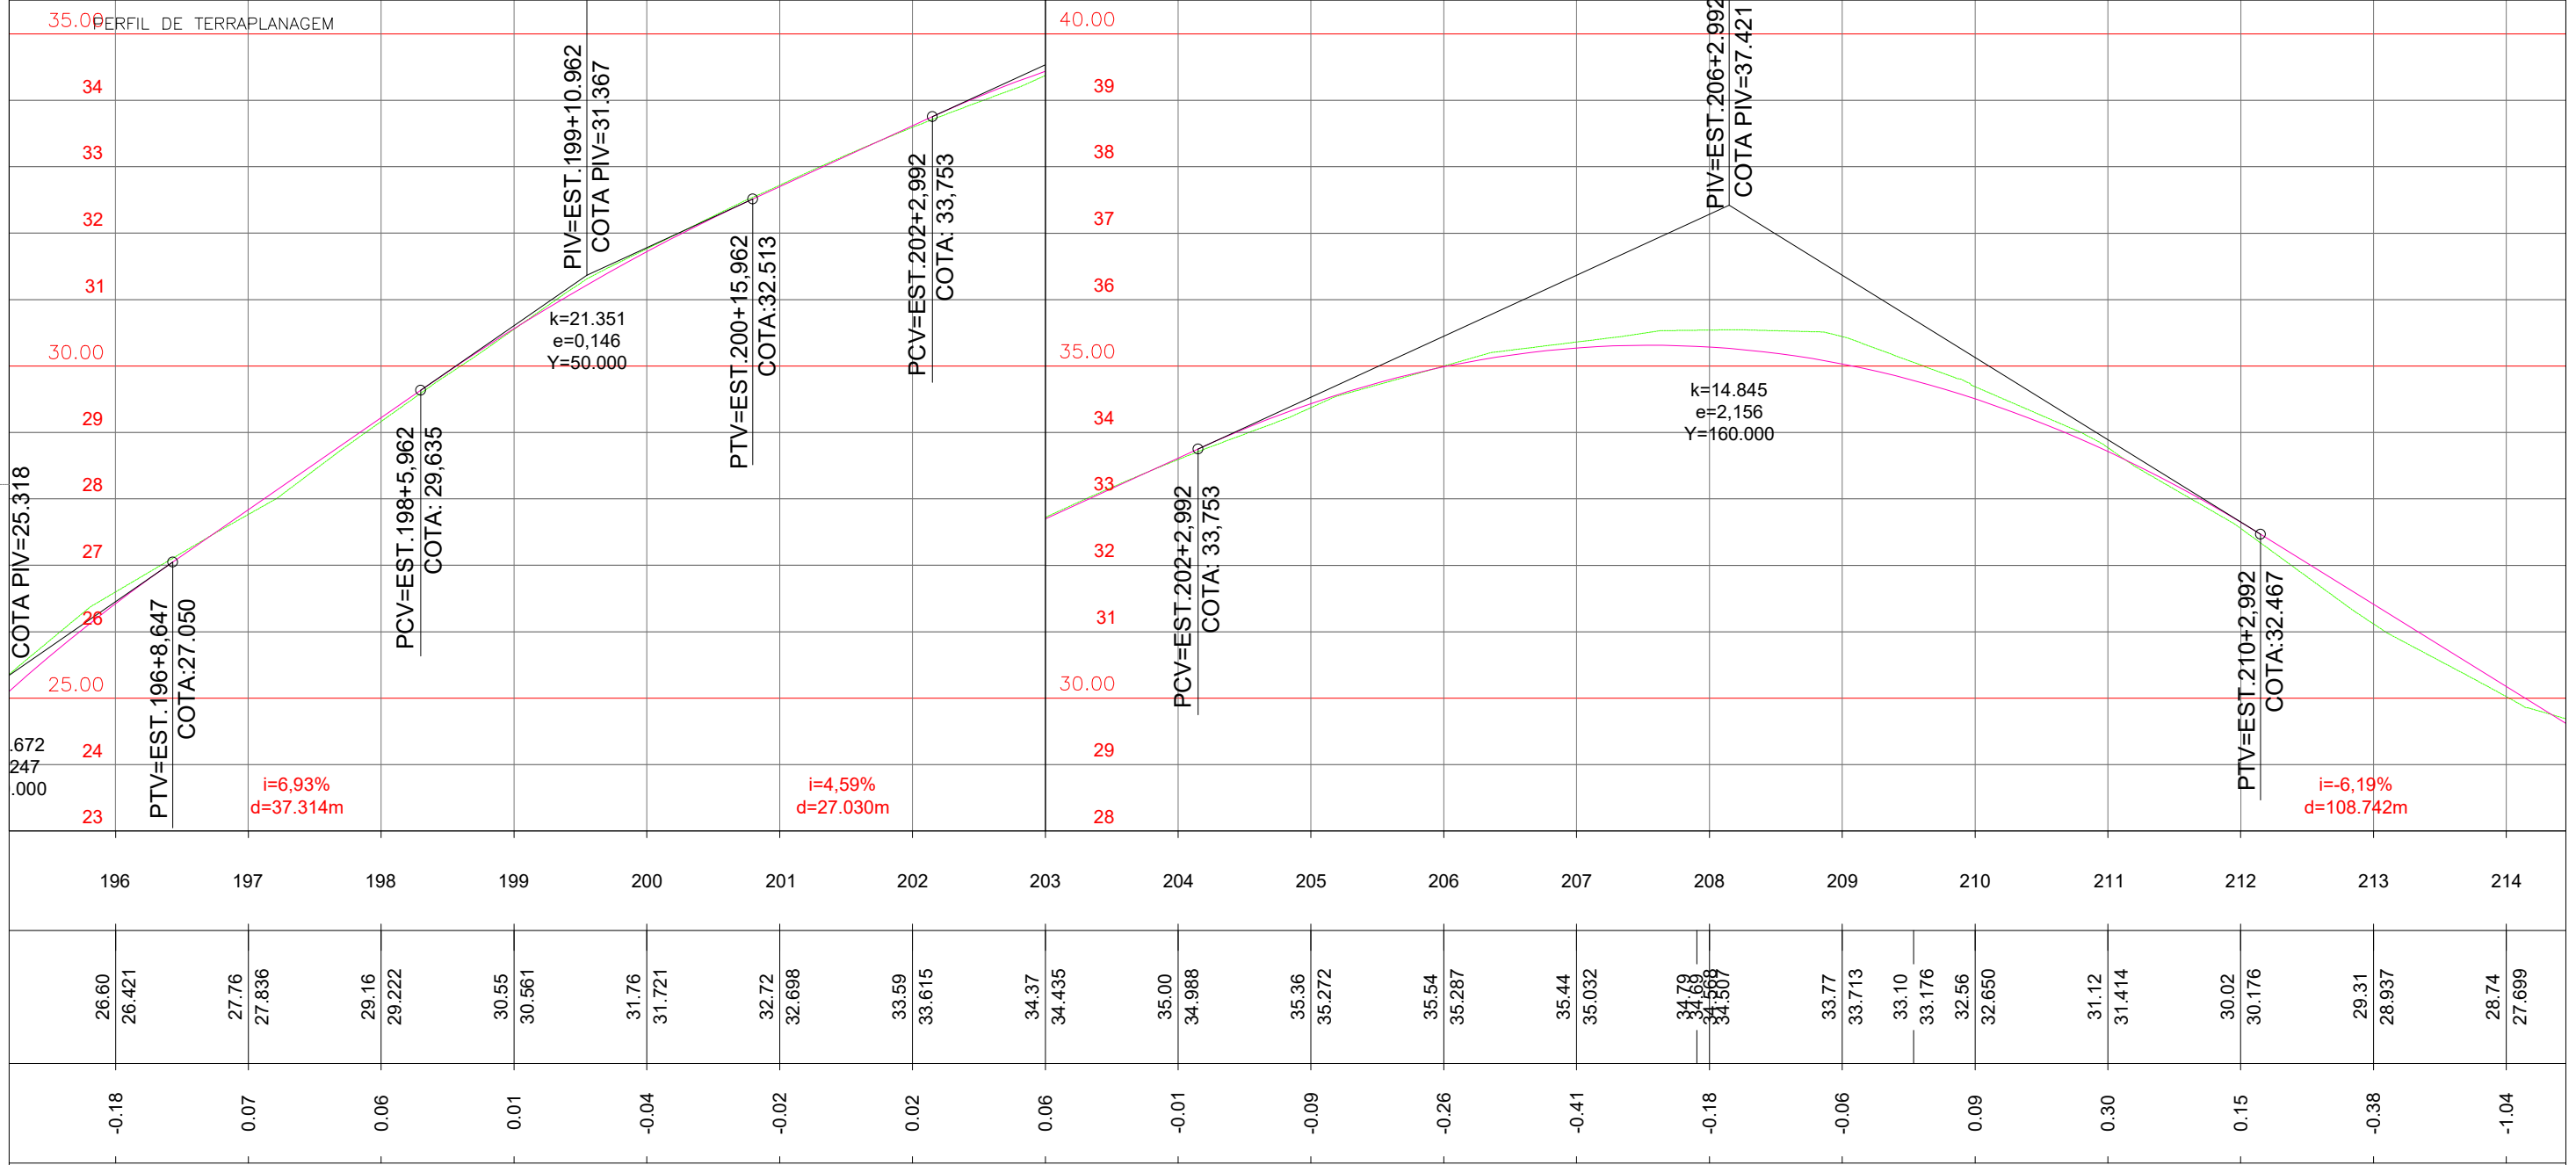 PERFIL DE TERRAPLANAGEM
35.00
34
33
32
31
30.00
29
28
27
26
25.00
24
23
COTA PIV=25.318
.672
247
.000
PTV=EST.196+8,647
COTA:27.050
i=6,93%
d=37.314m
PCV=EST.198+5,962
COTA: 29,635
PIV=EST.199+10.962
COTA PIV=31.367
k=21.351
e=0,146
Y=50.000
PTV=EST.200+15,962
COTA:32.513
i=4,59%
d=27.030m
PCV=EST.202+2,992
COTA: 33,753
40.00
39
38
37
36
35.00
34
33
32
31
30.00
29
28
PCV=EST.202+2,992
COTA: 33,753
PIV=EST.206+2.992
COTA PIV=37.421
k=14.845
e=2,156
Y=160.000
PTV=EST.210+2,992
COTA:32.467
i=-6,19%
d=108.742m
196 197 198 199 200 201 202 203 204 205 206 207 208 209 210 211 212 213 214
26.60
26.421
27.76
27.836
29.16
29.222
30.55
30.561
31.76
31.721
32.72
32.698
33.59
33.615
34.37
34.435
35.00
34.988
35.36
35.272
35.54
35.287
35.44
35.032
34.79
34.69
34.568
34.507
33.77
33.713
33.10
33.176
32.56
32.650
31.12
31.414
30.02
30.176
29.31
28.937
28.74
27.699
-0.18 0.07 0.06 0.01 -0.04 -0.02 0.02 0.06 -0.01 -0.09 -0.26 -0.41 -0.18 -0.06 0.09 0.30 0.15 -0.38 -1.04